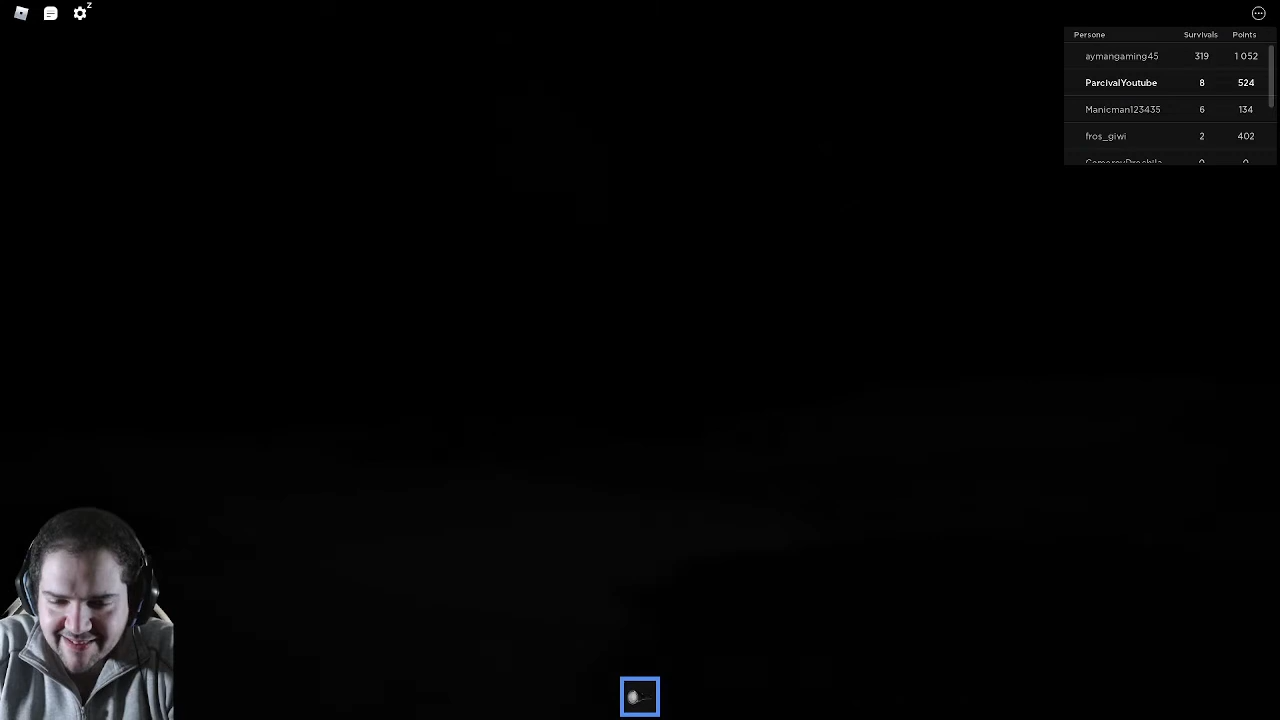 z
Persone Survivals Points
aymangaming45 319 1 052
ParcivalYoutube 8 524
Manicman123435 6 134
fros_giwi 2 402